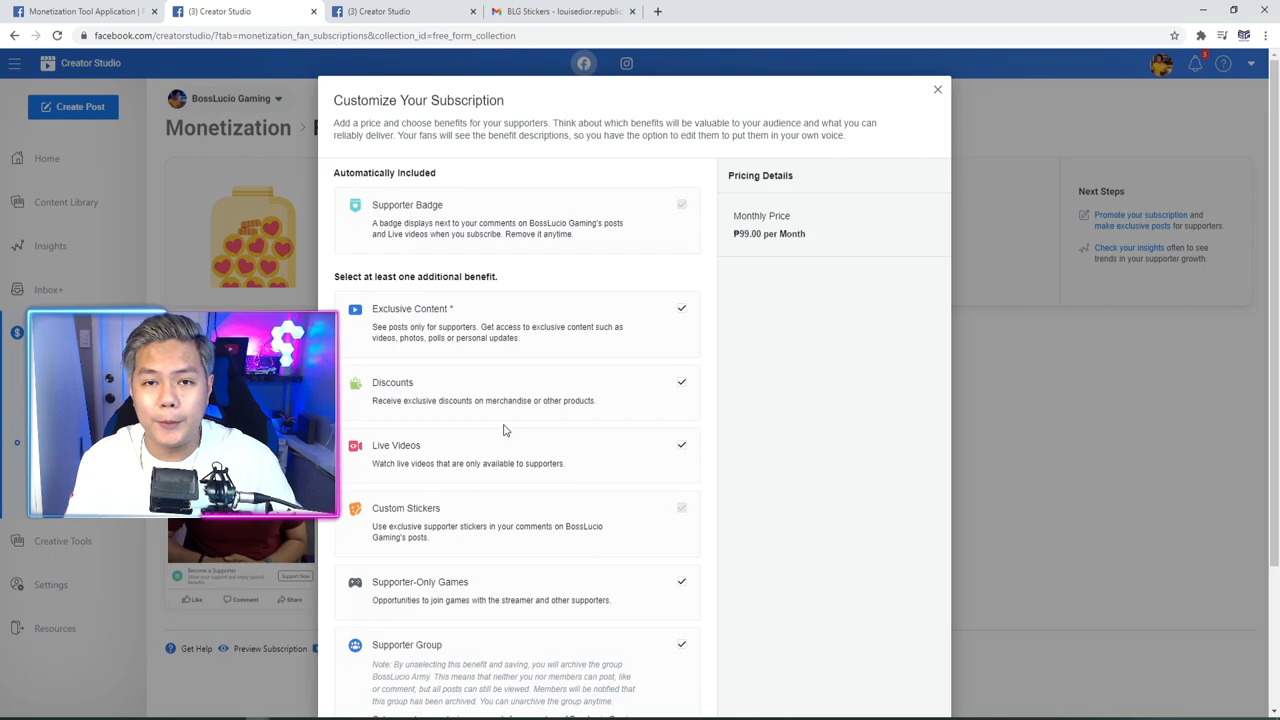 Monetization Tool Application | F
(3) Creator Studio
(3) Creator Studio
BLG Stickers - louisedior.republic
facebook.com/creatorstudio/?tab=monetization_fan_subscriptions&collection_id=free_form_collection
Creator Studio
3
Create Post
BossLucio Gaming
Monetization
Home
Content Library
Insights
Inbox+
Creative Tools
Settings
Resources
Customize Your Subscription
Add a price and choose benefits for your supporters. Think about which benefits will be valuable to your audience and what you can
reliably deliver. Your fans will see the benefit descriptions, so you have the option to edit them to put them in your own voice.
Automatically Included
Supporter Badge
A badge displays next to your comments on BossLucio Gaming's posts
and Live videos when you subscribe. Remove it anytime.
Select at least one additional benefit.
Exclusive Content *
See posts only for supporters. Get access to exclusive content such as
videos, photos, polls or personal updates.
Discounts
Receive exclusive discounts on merchandise or other products.
Live Videos
Watch live videos that are only available to supporters.
Custom Stickers
Use exclusive supporter stickers in your comments on BossLucio
Gaming's posts.
Supporter-Only Games
Opportunities to join games with the streamer and other supporters.
Supporter Group
Note: By unselecting this benefit and saving, you will archive the group
BossLucio Army. This means that neither you nor members can post, like
or comment, but all posts can still be viewed. Members will be notified that
this group has been archived. You can unarchive the group anytime.
Pricing Details
Monthly Price
₱99.00 per Month
Next Steps
Promote your subscription and
make exclusive posts for supporters.
Check your insights often to see
trends in your supporter growth.
Become a Supporter
Support Now
Like
Comment
Share
Get Help
Preview Subscription